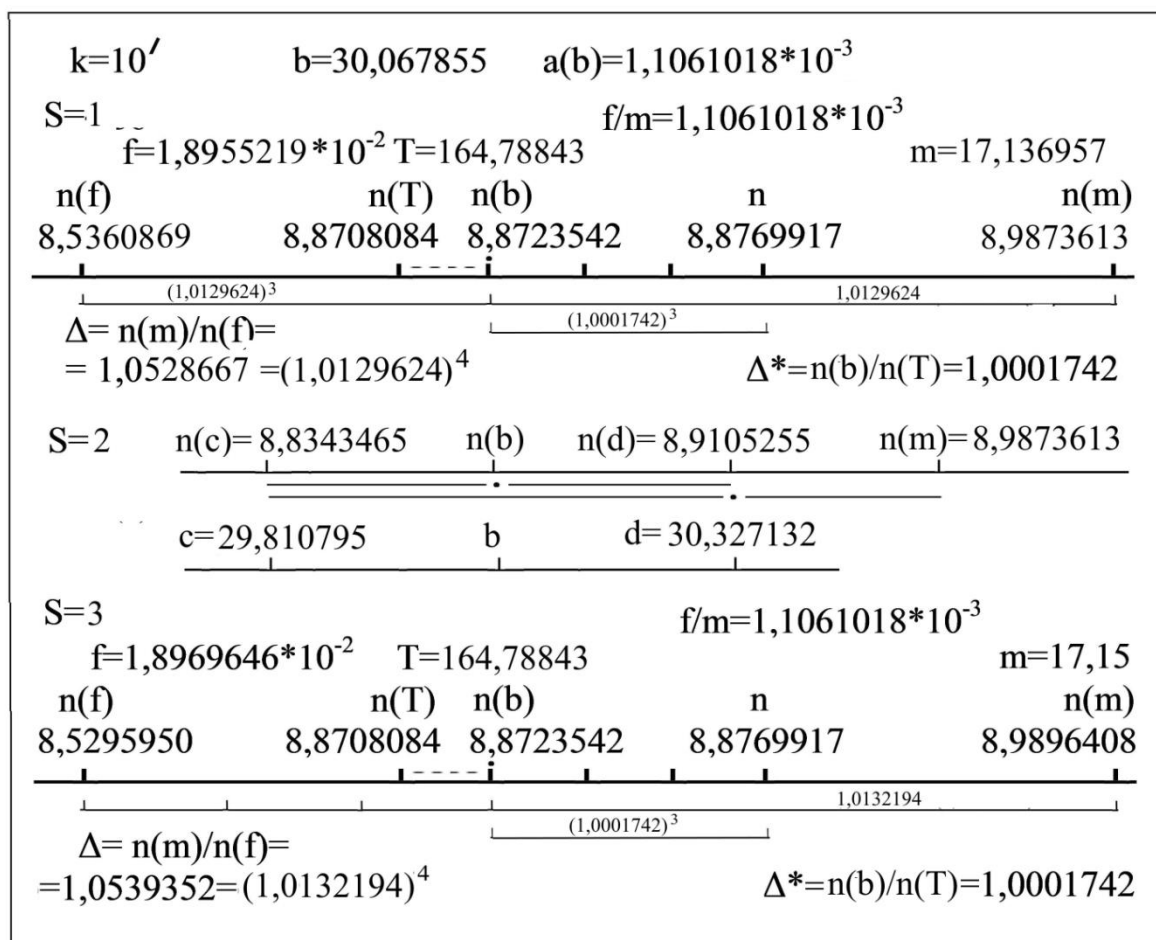 k=10′ b=30,067855 a(b)=1,1061018*10⁻³
S=1 f/m=1,1061018*10⁻³
f=1,8955219*10⁻² T=164,78843 m=17,136957
n(f) n(T) n(b) n n(m)
8,5360869 8,8708084 8,8723542 8,8769917 8,9873613
(1,0129624)³ 1,0129624
(1,0001742)³
Δ= n(m)/n(f)=
= 1,0528667 =(1,0129624)⁴ Δ*=n(b)/n(T)=1,0001742
S=2 n(c)= 8,8343465 n(b) n(d)= 8,9105255 n(m)= 8,9873613
c=29,810795 b d= 30,327132
S=3 f/m=1,1061018*10⁻³
f=1,8969646*10⁻² T=164,78843 m=17,15
n(f) n(T) n(b) n n(m)
8,5295950 8,8708084 8,8723542 8,8769917 8,9896408
1,0132194
(1,0001742)³
Δ= n(m)/n(f)=
=1,0539352=(1,0132194)⁴ Δ*=n(b)/n(T)=1,0001742